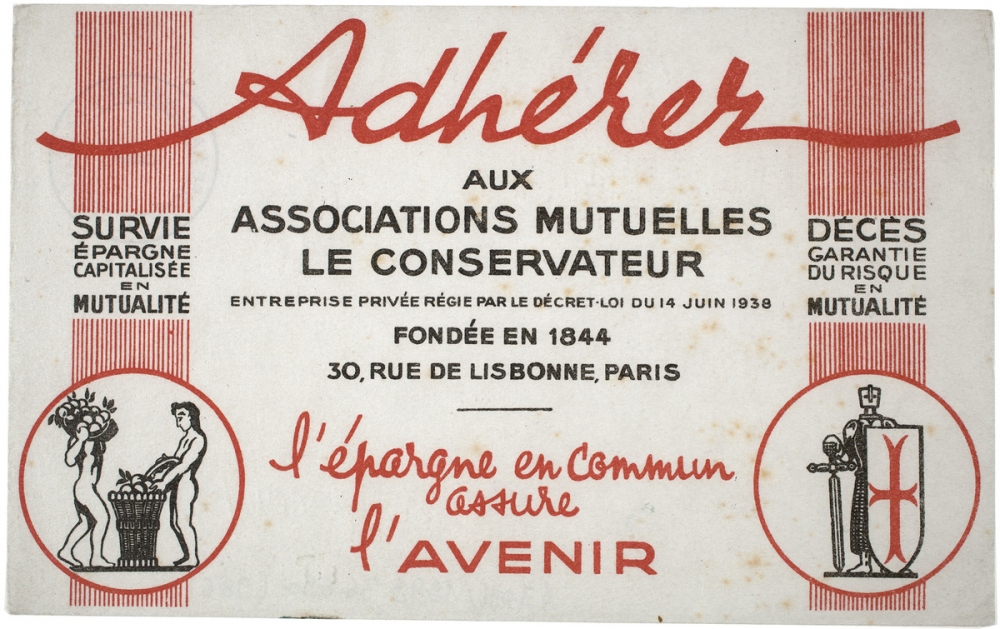 Adhérer
AUX
ASSOCIATIONS MUTUELLES
LE CONSERVATEUR
ENTREPRISE PRIVÉE RÉGIE PAR LE DÉCRET-LOI DU 14 JUIN 1938
FONDÉE EN 1844
30, RUE DE LISBONNE, PARIS
SURVIE
ÉPARGNE
CAPITALISÉE
EN
MUTUALITÉ
DÉCÈS
GARANTIE
DU RISQUE
EN
MUTUALITÉ
l'épargne en commun
assure
l'AVENIR